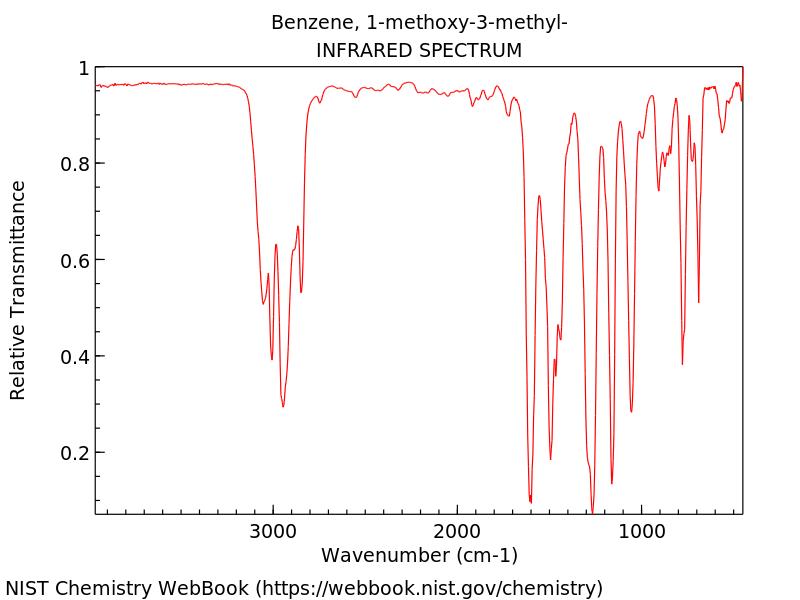 Benzene, 1-methoxy-3-methyl-
INFRARED SPECTRUM
1
0.8
0.6
0.4
0.2
Relative Transmittance
3000 2000 1000
Wavenumber (cm-1)
NIST Chemistry WebBook (https://webbook.nist.gov/chemistry)